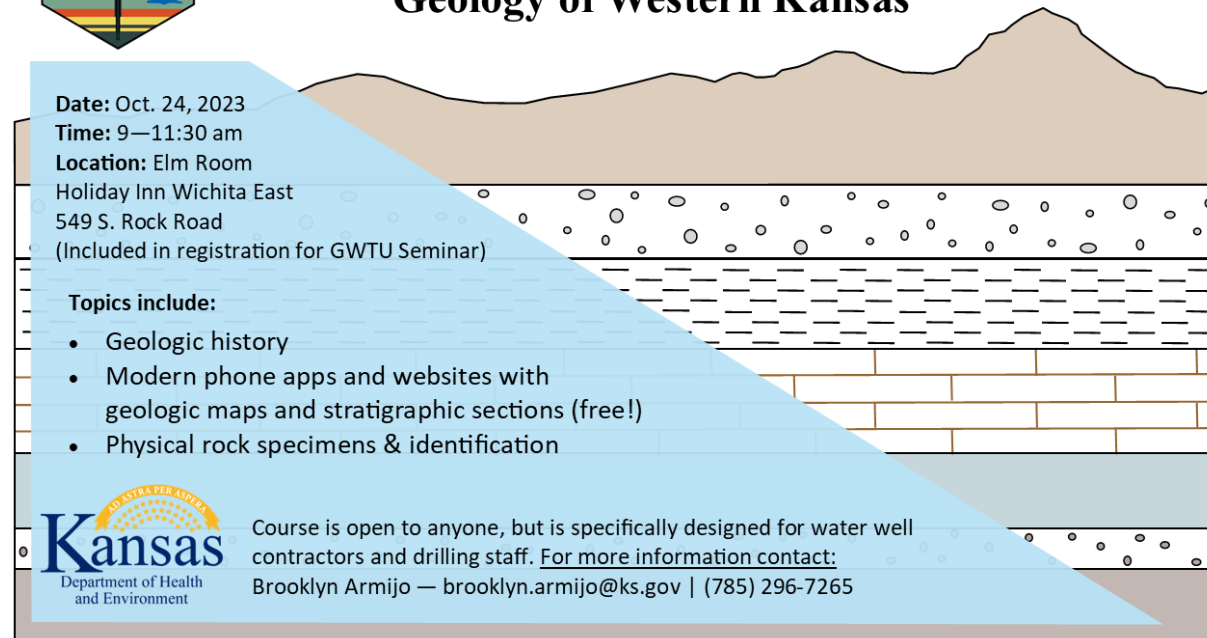 Geology of Western Kansas
Date: Oct. 24, 2023
Time: 9—11:30 am
Location: Elm Room
Holiday Inn Wichita East
549 S. Rock Road
(Included in registration for GWTU Seminar)
Topics include:
• Geologic history
• Modern phone apps and websites with
geologic maps and stratigraphic sections (free!)
• Physical rock specimens & identification
AD ASTRA PER ASPERA
Kansas
Department of Health
and Environment
Course is open to anyone, but is specifically designed for water well
contractors and drilling staff. For more information contact:
Brooklyn Armijo — brooklyn.armijo@ks.gov | (785) 296-7265